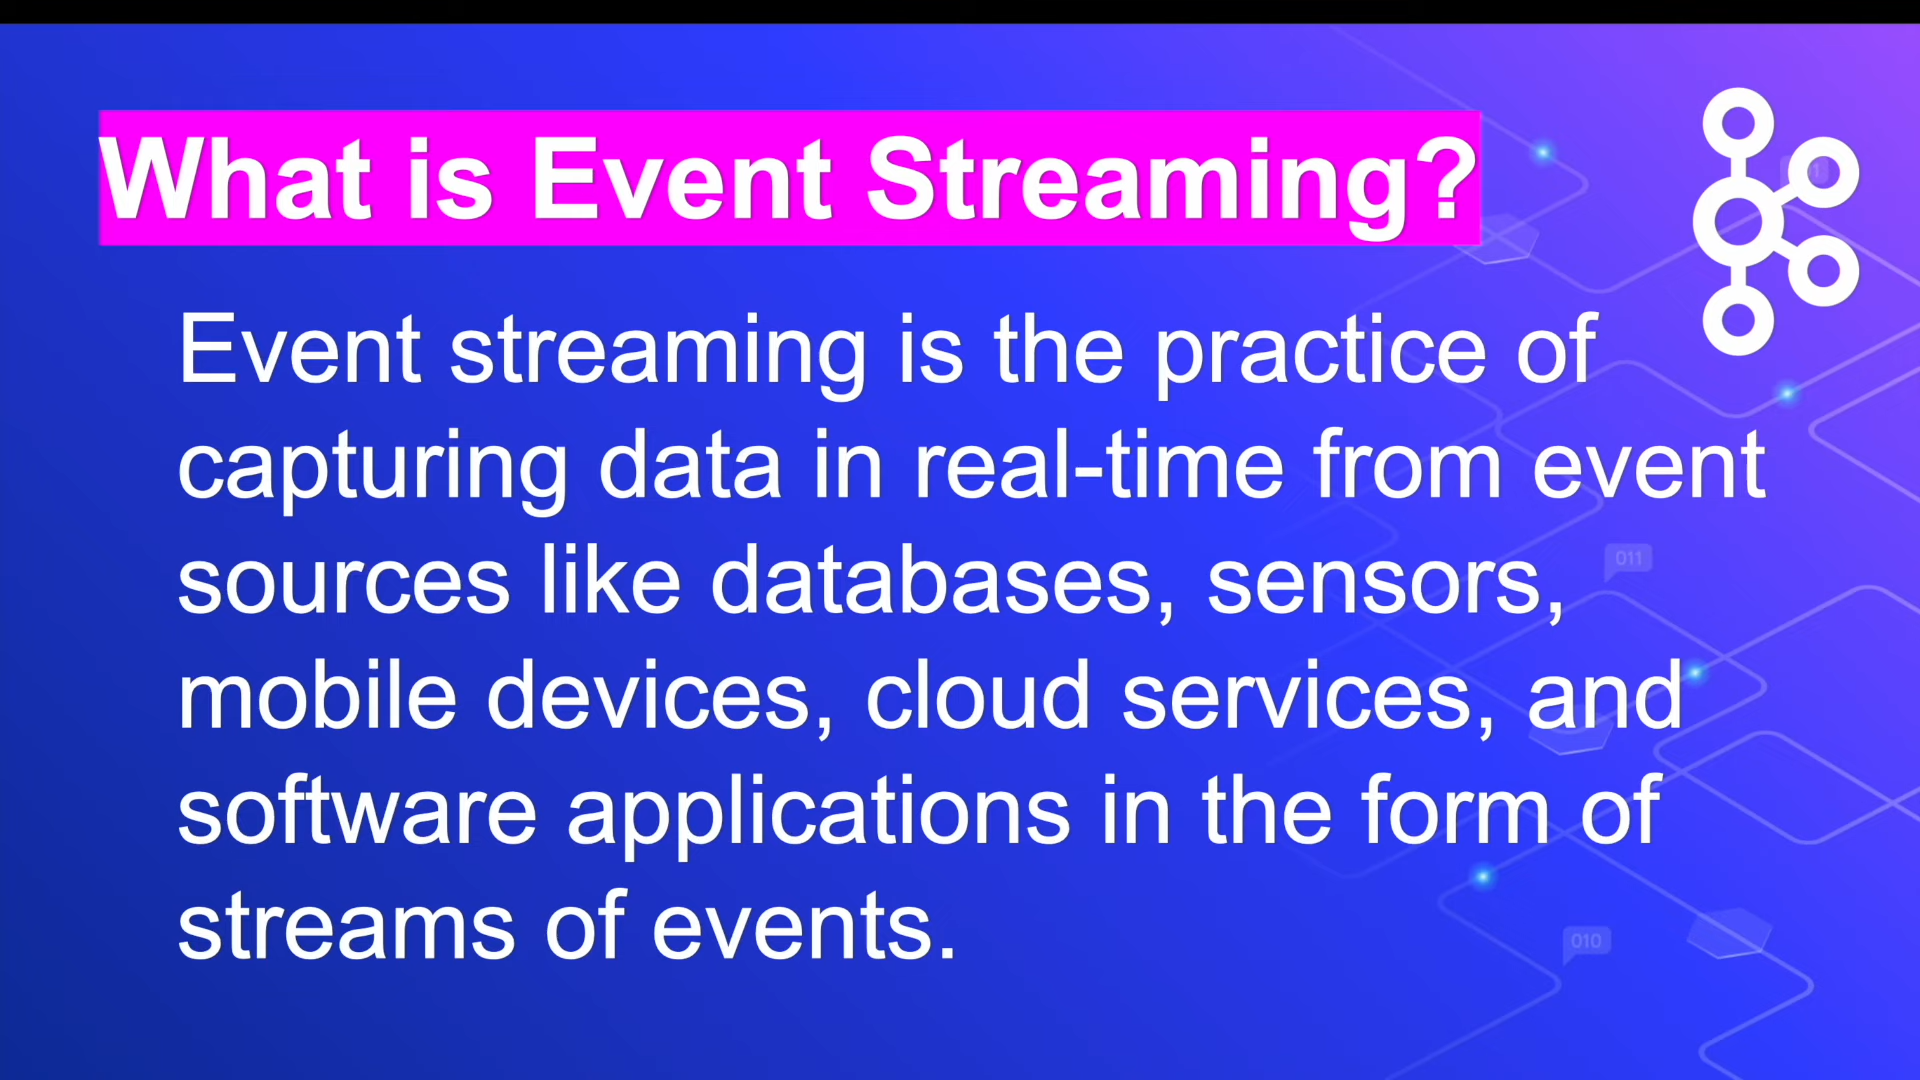 What is Event Streaming?
Event streaming is the practice of
capturing data in real-time from event
sources like databases, sensors,
mobile devices, cloud services, and
software applications in the form of
streams of events.
011
010